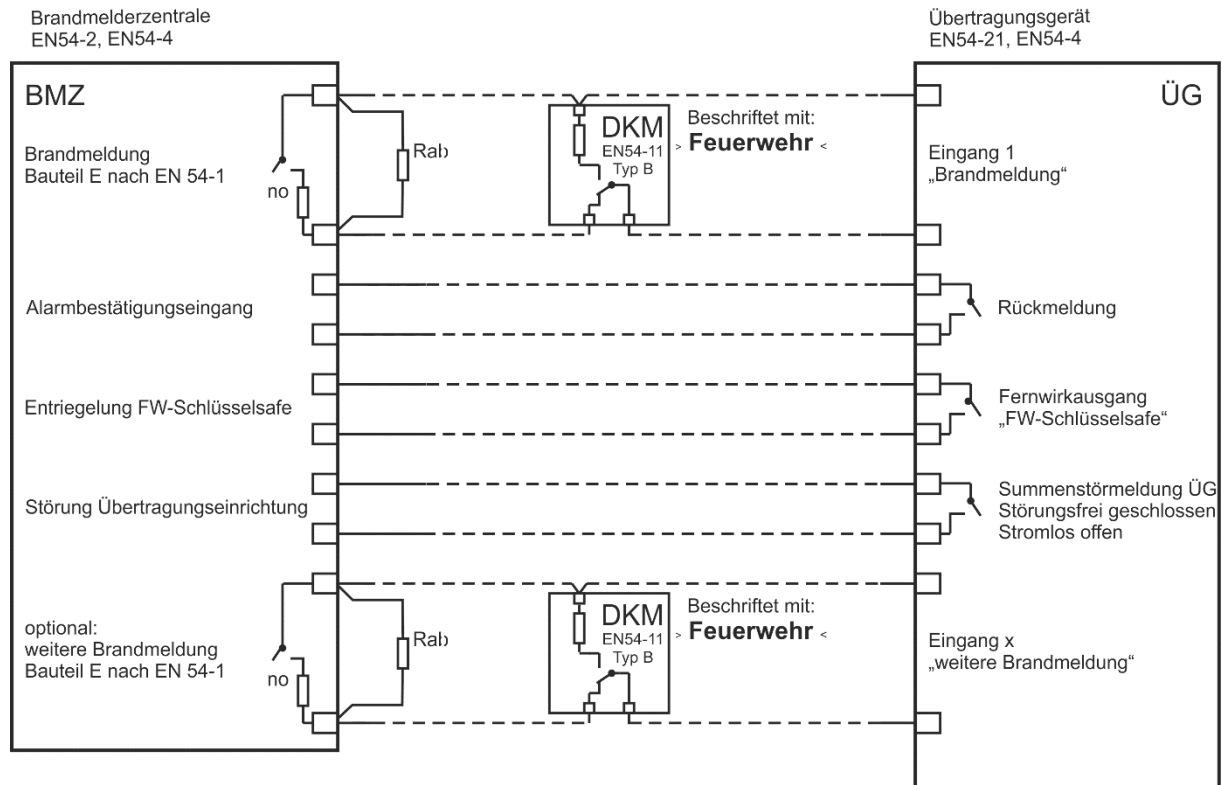 Brandmelderzentrale
EN54-2, EN54-4
Übertragungsgerät
EN54-21, EN54-4
BMZ
ÜG
Brandmeldung
Bauteil E nach EN 54-1
no
Rab
DKM
EN54-11
Typ B
Beschriftet mit:
> Feuerwehr <
Eingang 1
„Brandmeldung“
Alarmbestätigungseingang
Rückmeldung
Entriegelung FW-Schlüsselsafe
Fernwirkausgang
„FW-Schlüsselsafe“
Störung Übertragungseinrichtung
Summenstörmeldung ÜG
Störungsfrei geschlossen
Stromlos offen
optional:
weitere Brandmeldung
Bauteil E nach EN 54-1
no
Rab
DKM
EN54-11
Typ B
Beschriftet mit:
> Feuerwehr <
Eingang x
„weitere Brandmeldung“